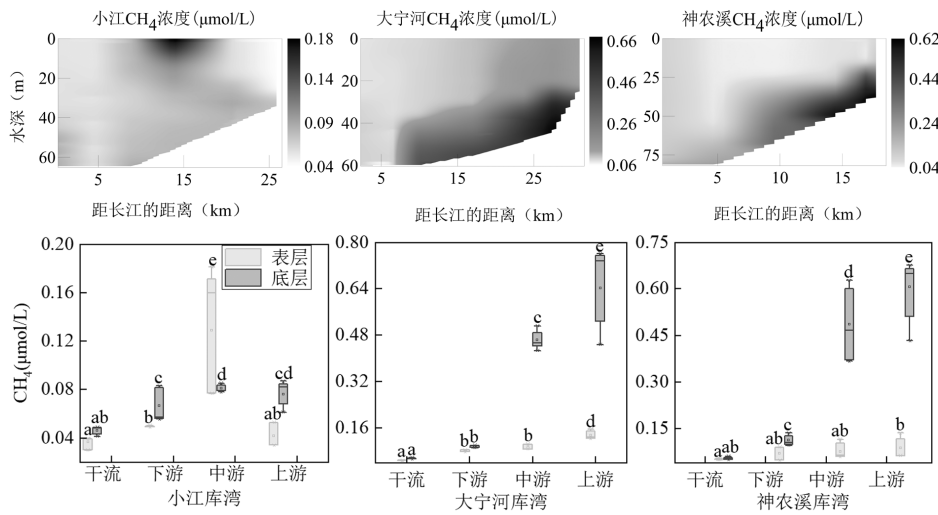 小江CH4浓度(μmol/L)
大宁河CH4浓度(μmol/L)
神农溪CH4浓度(μmol/L)
水深(m)
0
20
40
60
5
15
25
0.18
0.14
0.09
0.04
0
20
40
60
5
15
25
0.66
0.46
0.26
0.06
0
25
50
75
5
10
15
0.62
0.44
0.24
0.04
距长江的距离(km)
距长江的距离(km)
距长江的距离(km)
CH4(μmol/L)
0.20
0.16
0.12
0.08
0.04
表层
底层
a ab b c e d ab cd
干流 下游 中游 上游
小江库湾
0.80
0.64
0.48
0.32
0.16
a a b b b c d e
干流 下游 中游 上游
大宁河库湾
0.75
0.60
0.45
0.30
0.15
a ab ab c ab d b e
干流 下游 中游 上游
神农溪库湾